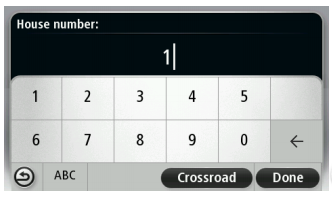 House number:
1
1 2 3 4 5
6 7 8 9 0 ←
ABC Crossroad Done